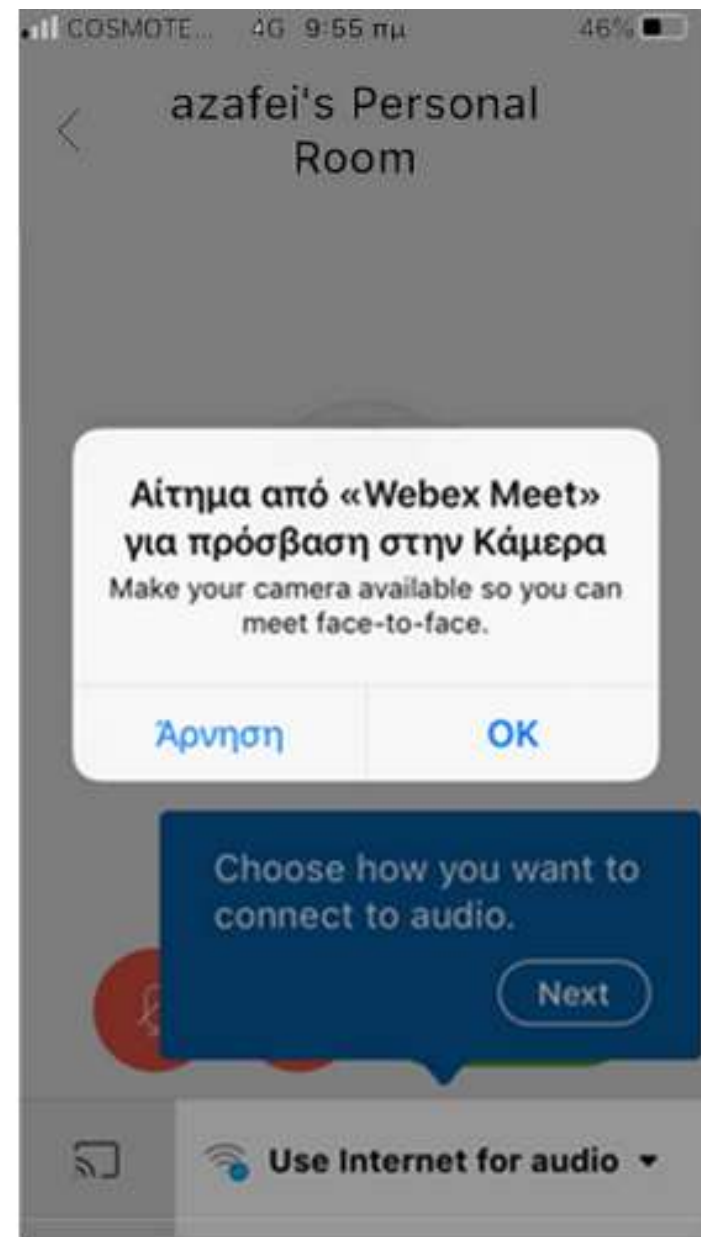 COSMOTE... 4G 9:55 πμ 46%
azafei's Personal
Room
Αίτημα από «Webex Meet»
για πρόσβαση στην Κάμερα
Make your camera available so you can
meet face-to-face.
Άρνηση OK
Choose how you want to
connect to audio.
Next
Use Internet for audio